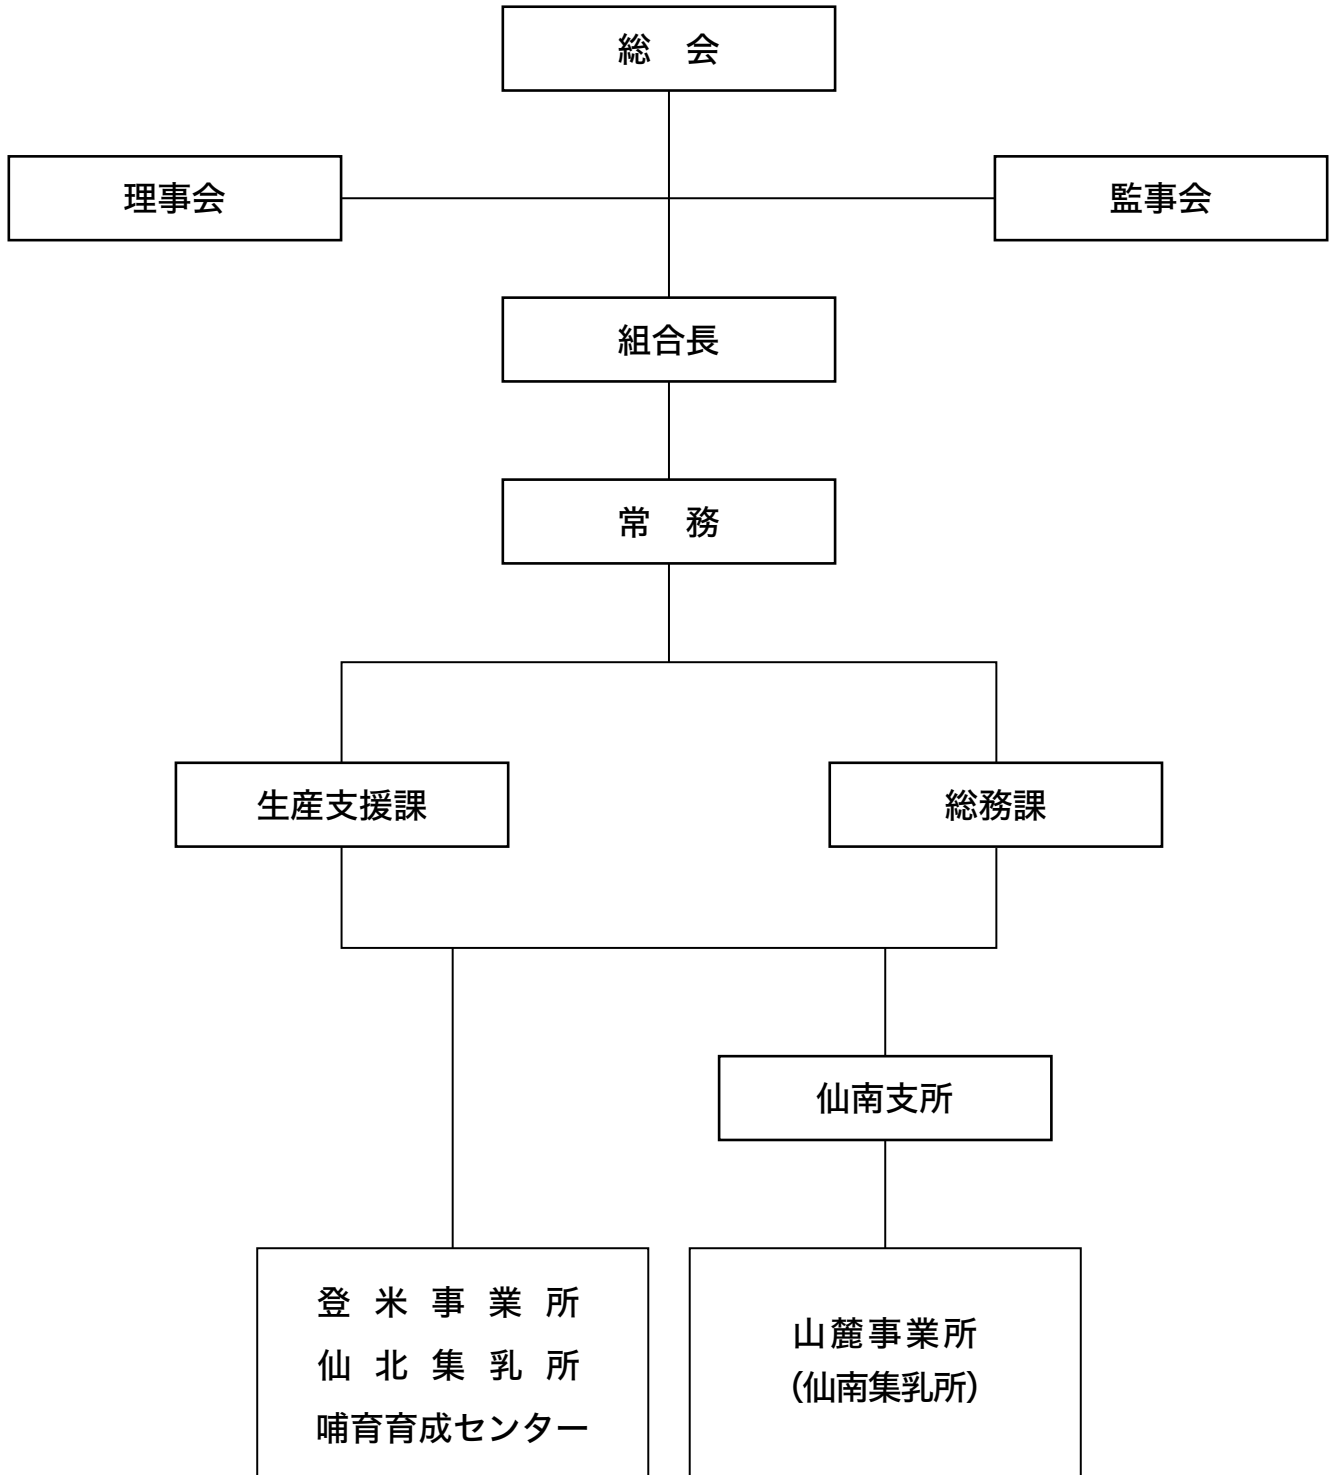 総　会
理事会
監事会
組合長
常　務
生産支援課
総務課
仙南支所
登米事業所
仙北集乳所
哺育育成センター
山麓事業所
（仙南集乳所）